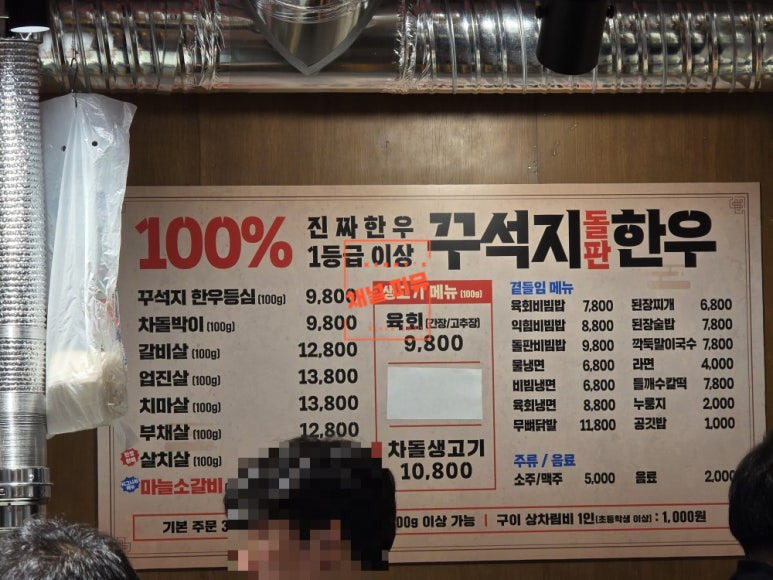 100% 진짜한우 1등급 이상 꾸석지 돌판 한우
꾸석지 한우등심 (100g) 9,800
차돌박이 (100g) 9,800
갈비살 (100g) 12,800
업진살 (100g) 13,800
치마살 (100g) 13,800
부채살 (100g) 12,800
살치살 (100g)
마늘소갈비
생고기 메뉴 (100g)
육회 (간장/고추장)
9,800
차돌생고기
10,800
곁들임 메뉴
육회비빔밥 7,800
익힘비빔밥 8,800
돌판비빔밥 9,800
물냉면 6,800
비빔냉면 6,800
육회냉면 8,800
무뼈닭발 11,800
된장찌개 6,800
된장술밥 7,800
깍둑말이국수 7,800
라면 4,000
들깨수칼떡 7,800
누룽지 2,000
공깃밥 1,000
주류 / 음료
소주/맥주 5,000 음료 2,000
기본 주문 3 00g 이상 가능 | 구이 상차림비 1인(초등학생 이상) : 1,000원